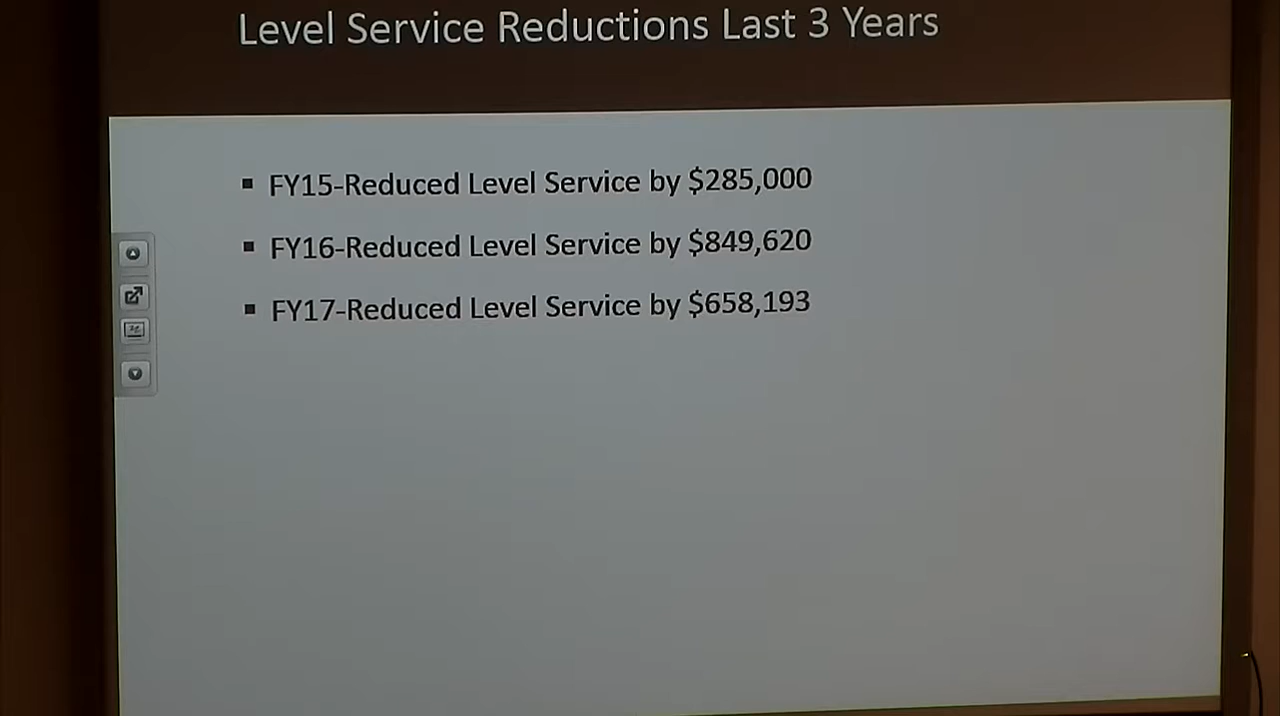 Level Service Reductions Last 3 Years
▪ FY15-Reduced Level Service by $285,000
▪ FY16-Reduced Level Service by $849,620
▪ FY17-Reduced Level Service by $658,193